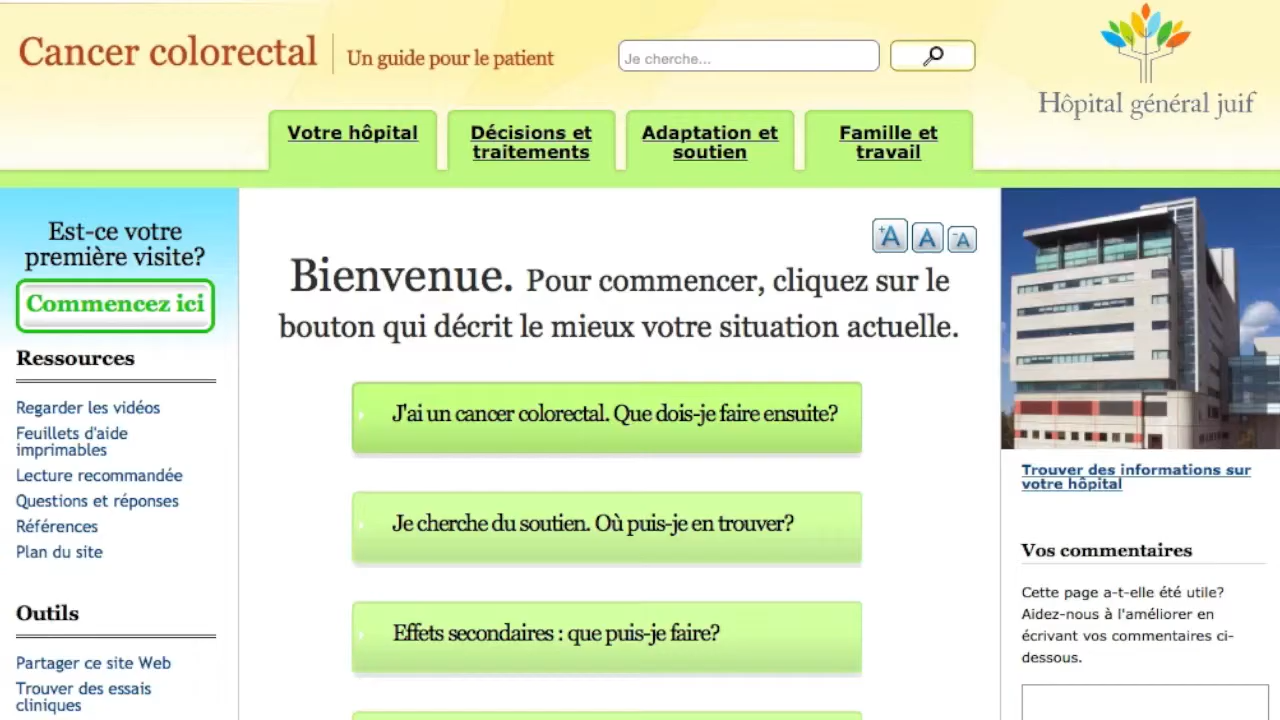 Cancer colorectal
Un guide pour le patient
Je cherche...
Hôpital général juif
Votre hôpital
Décisions et
traitements
Adaptation et
soutien
Famille et
travail
Est-ce votre
première visite?
Commencez ici
Ressources
Regarder les vidéos
Feuillets d'aide
imprimables
Lecture recommandée
Questions et réponses
Références
Plan du site
Outils
Partager ce site Web
Trouver des essais
cliniques
+A A -A
Bienvenue. Pour commencer, cliquez sur le
bouton qui décrit le mieux votre situation actuelle.
J'ai un cancer colorectal. Que dois-je faire ensuite?
Je cherche du soutien. Où puis-je en trouver?
Effets secondaires : que puis-je faire?
Trouver des informations sur
votre hôpital
Vos commentaires
Cette page a-t-elle été utile?
Aidez-nous à l'améliorer en
écrivant vos commentaires ci-
dessous.